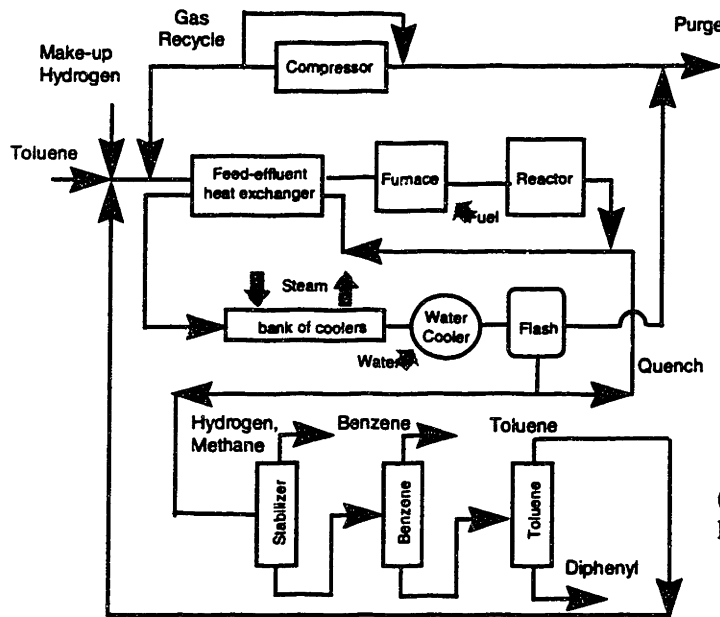 Gas
Recycle
Purge
Make-up
Hydrogen
Compressor
Toluene
Feed-effluent
heat exchanger
Furnace
Reactor
Fuel
Steam
bank of coolers
Water
Cooler
Flash
Water
Quench
Hydrogen,
Methane
Benzene
Toluene
Stabilizer
Benzene
Toluene
Diphenyl